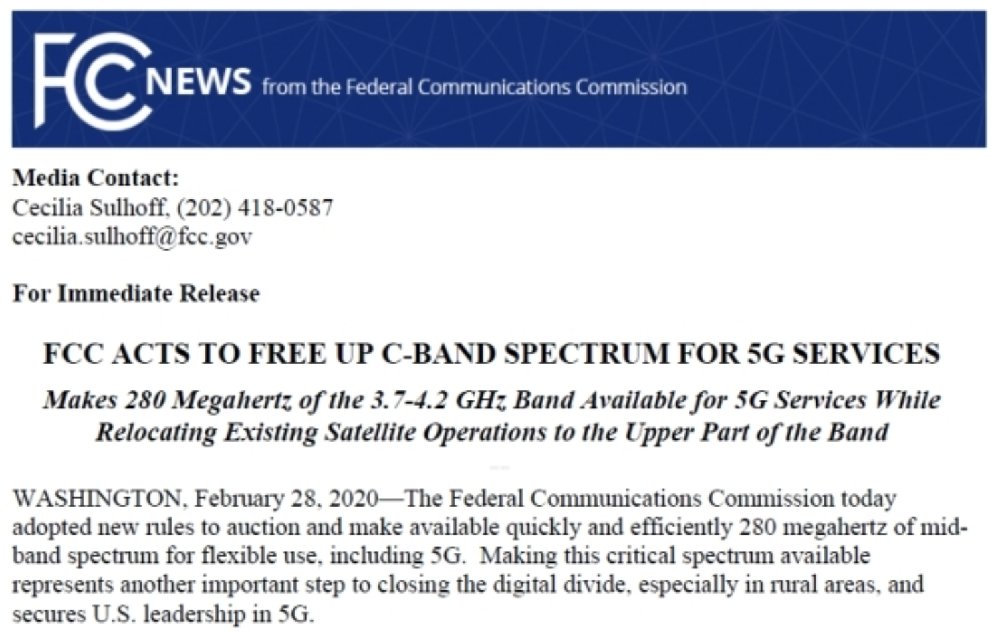 FCC NEWS from the Federal Communications Commission
Media Contact:
Cecilia Sulhoff, (202) 418-0587
cecilia.sulhoff@fcc.gov
For Immediate Release
FCC ACTS TO FREE UP C-BAND SPECTRUM FOR 5G SERVICES
Makes 280 Megahertz of the 3.7-4.2 GHz Band Available for 5G Services While
Relocating Existing Satellite Operations to the Upper Part of the Band
WASHINGTON, February 28, 2020—The Federal Communications Commission today
adopted new rules to auction and make available quickly and efficiently 280 megahertz of mid-
band spectrum for flexible use, including 5G.  Making this critical spectrum available
represents another important step to closing the digital divide, especially in rural areas, and
secures U.S. leadership in 5G.